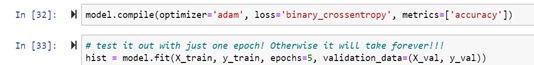 In [32]: model.compile(optimizer='adam', loss='binary_crossentropy', metrics=['accuracy'])
In [33]: # test it out with just one epoch! Otherwise it will take forever!!!
hist = model.fit(X_train, y_train, epochs=5, validation_data=(X_val, y_val))